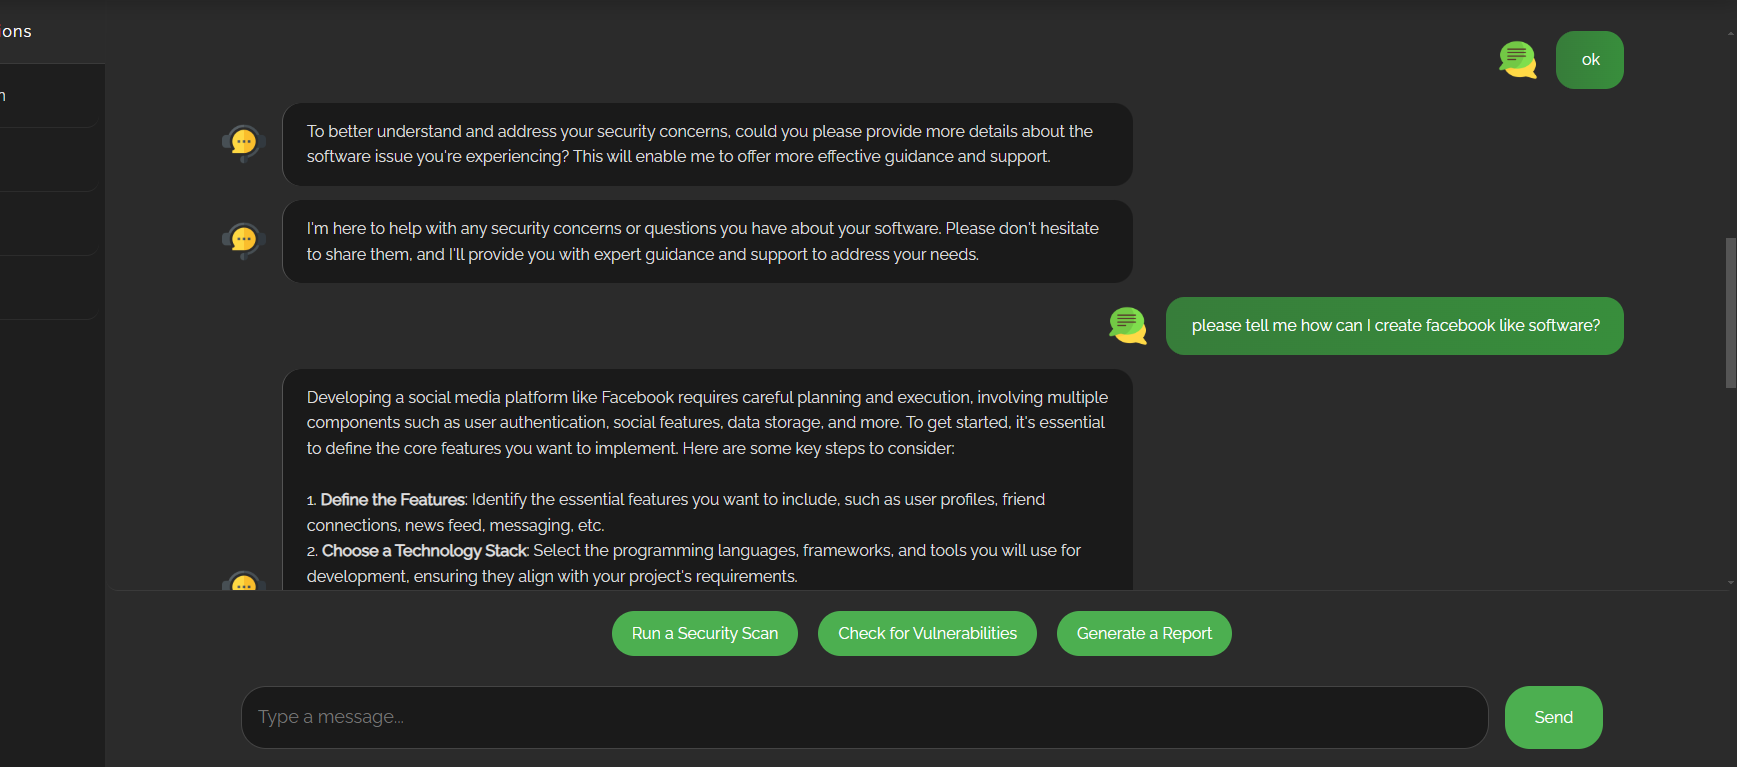 ions
n
ok
To better understand and address your security concerns, could you please provide more details about the
software issue you're experiencing? This will enable me to offer more effective guidance and support.
I'm here to help with any security concerns or questions you have about your software. Please don't hesitate
to share them, and I'll provide you with expert guidance and support to address your needs.
please tell me how can I create facebook like software?
Developing a social media platform like Facebook requires careful planning and execution, involving multiple
components such as user authentication, social features, data storage, and more. To get started, it's essential
to define the core features you want to implement. Here are some key steps to consider:
1. Define the Features: Identify the essential features you want to include, such as user profiles, friend
connections, news feed, messaging, etc.
2. Choose a Technology Stack: Select the programming languages, frameworks, and tools you will use for
development, ensuring they align with your project's requirements.
Run a Security Scan
Check for Vulnerabilities
Generate a Report
Type a message...
Send